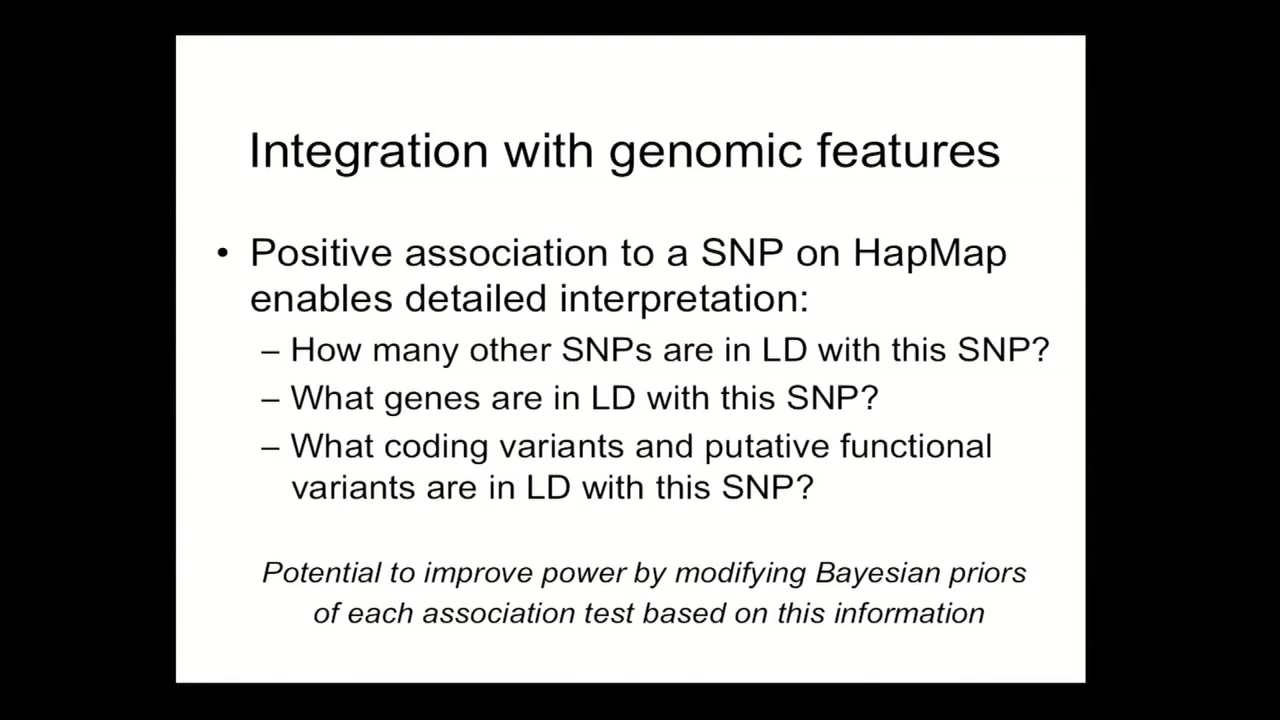 Integration with genomic features
• Positive association to a SNP on HapMap
enables detailed interpretation:
– How many other SNPs are in LD with this SNP?
– What genes are in LD with this SNP?
– What coding variants and putative functional
variants are in LD with this SNP?
Potential to improve power by modifying Bayesian priors
of each association test based on this information